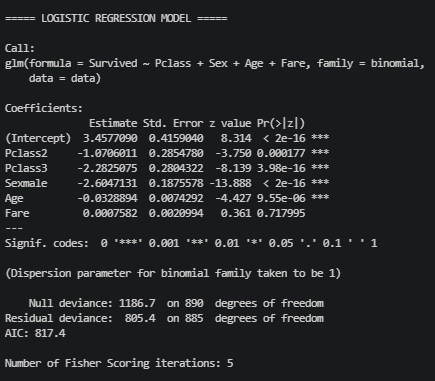 ===== LOGISTIC REGRESSION MODEL =====
Call:
glm(formula = Survived ~ Pclass + Sex + Age + Fare, family = binomial,
    data = data)
Coefficients:
              Estimate Std. Error z value Pr(>|z|)
(Intercept)  3.4577090  0.4159040   8.314  < 2e-16 ***
Pclass2     -1.0706011  0.2854780  -3.750 0.000177 ***
Pclass3     -2.2825075  0.2804322  -8.139 3.98e-16 ***
Sexmale     -2.6047131  0.1875578 -13.888  < 2e-16 ***
Age         -0.0328894  0.0074292  -4.427 9.55e-06 ***
Fare         0.0007582  0.0020994   0.361 0.717995
---
Signif. codes:  0 '***' 0.001 '**' 0.01 '*' 0.05 '.' 0.1 ' ' 1
(Dispersion parameter for binomial family taken to be 1)
    Null deviance: 1186.7  on 890  degrees of freedom
Residual deviance:  805.4  on 885  degrees of freedom
AIC: 817.4
Number of Fisher Scoring iterations: 5